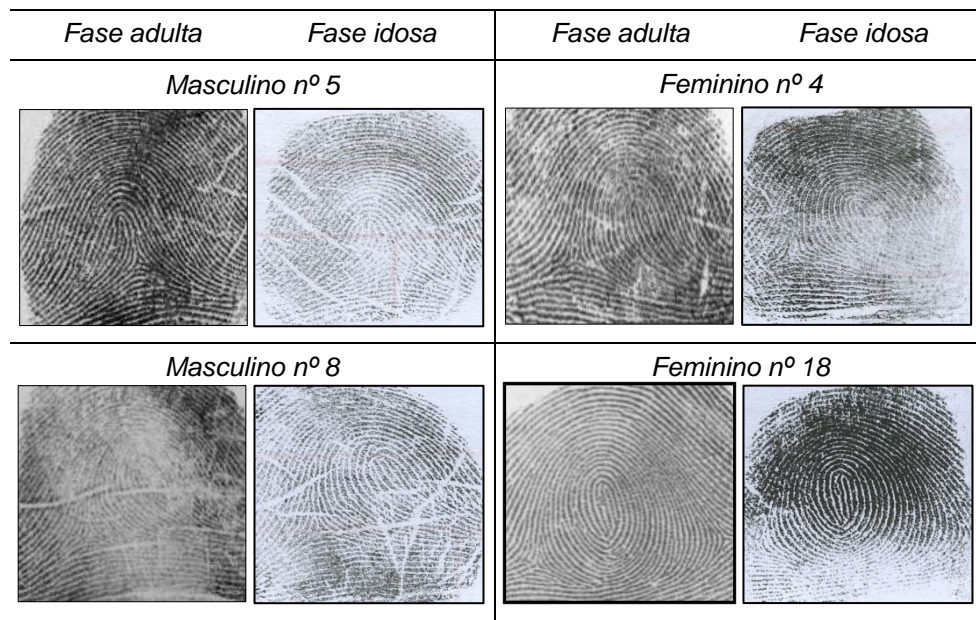 Fase adulta Fase idosa Fase adulta Fase idosa
Masculino nº 5 Feminino nº 4
Masculino nº 8 Feminino nº 18